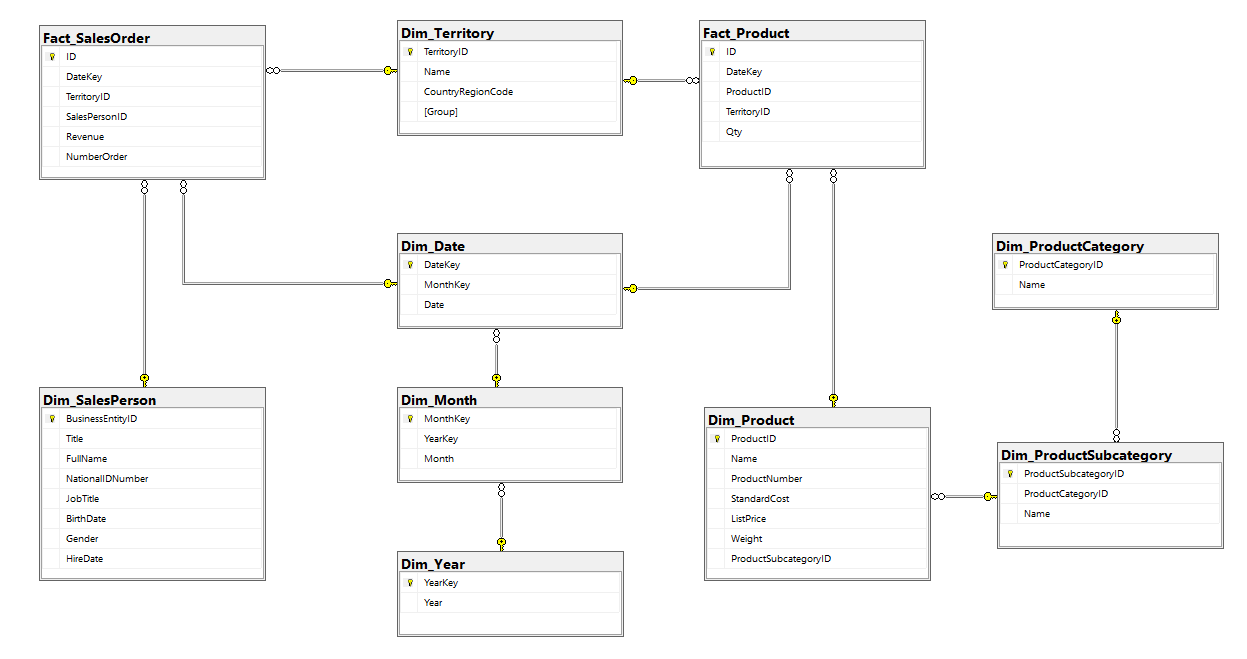 Fact_SalesOrder
ID
DateKey
TerritoryID
SalesPersonID
Revenue
NumberOrder
Dim_Territory
TerritoryID
Name
CountryRegionCode
[Group]
Fact_Product
ID
DateKey
ProductID
TerritoryID
Qty
Dim_Date
DateKey
MonthKey
Date
Dim_ProductCategory
ProductCategoryID
Name
Dim_SalesPerson
BusinessEntityID
Title
FullName
NationalIDNumber
JobTitle
BirthDate
Gender
HireDate
Dim_Month
MonthKey
YearKey
Month
Dim_Product
ProductID
Name
ProductNumber
StandardCost
ListPrice
Weight
ProductSubcategoryID
Dim_ProductSubcategory
ProductSubcategoryID
ProductCategoryID
Name
Dim_Year
YearKey
Year